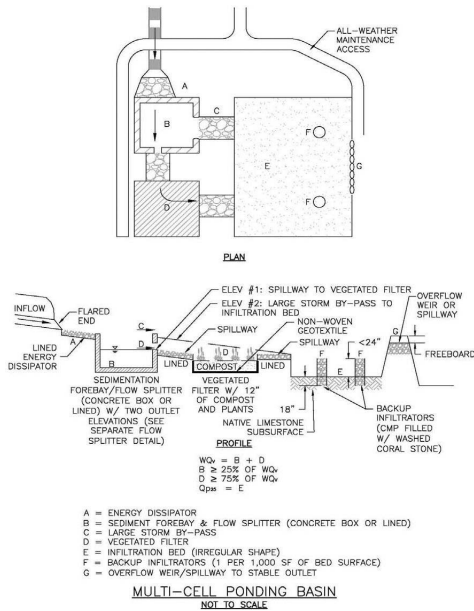 ALL-WEATHER
MAINTENANCE
ACCESS
A
B
C
D
E
F
F
G
PLAN
INFLOW
FLARED
END
ELEV #1: SPILLWAY TO VEGETATED FILTER
ELEV #2: LARGE STORM BY-PASS TO
INFILTRATION BED
NON-WOVEN
GEOTEXTILE
OVERFLOW
WEIR OR
SPILLWAY
C
SPILLWAY
SPILLWAY
<24"
G
FREEBOARD
A
D
D
F
F
E
B
LINED
COMPOST
LINED
LINED
ENERGY
DISSIPATOR
SEDIMENTATION
FOREBAY/FLOW SPLITTER
(CONCRETE BOX OR
LINED) W/ TWO OUTLET
ELEVATIONS (SEE
SEPARATE FLOW
SPLITTER DETAIL)
VEGETATED
FILTER W/ 12"
OF COMPOST
AND PLANTS
18"
NATIVE LIMESTONE
SUBSURFACE
BACKUP
INFILTRATORS
(CMP FILLED
W/ WASHED
CORAL STONE)
PROFILE
WQv = B + D
B ≥ 25% OF WQv
D ≥ 75% OF WQv
Qpas = E
A = ENERGY DISSIPATOR
B = SEDIMENT FOREBAY & FLOW SPLITTER (CONCRETE BOX OR LINED)
C = LARGE STORM BY-PASS
D = VEGETATED FILTER
E = INFILTRATION BED (IRREGULAR SHAPE)
F = BACKUP INFILTRATORS (1 PER 1,000 SF OF BED SURFACE)
G = OVERFLOW WEIR/SPILLWAY TO STABLE OUTLET
MULTI-CELL PONDING BASIN
NOT TO SCALE